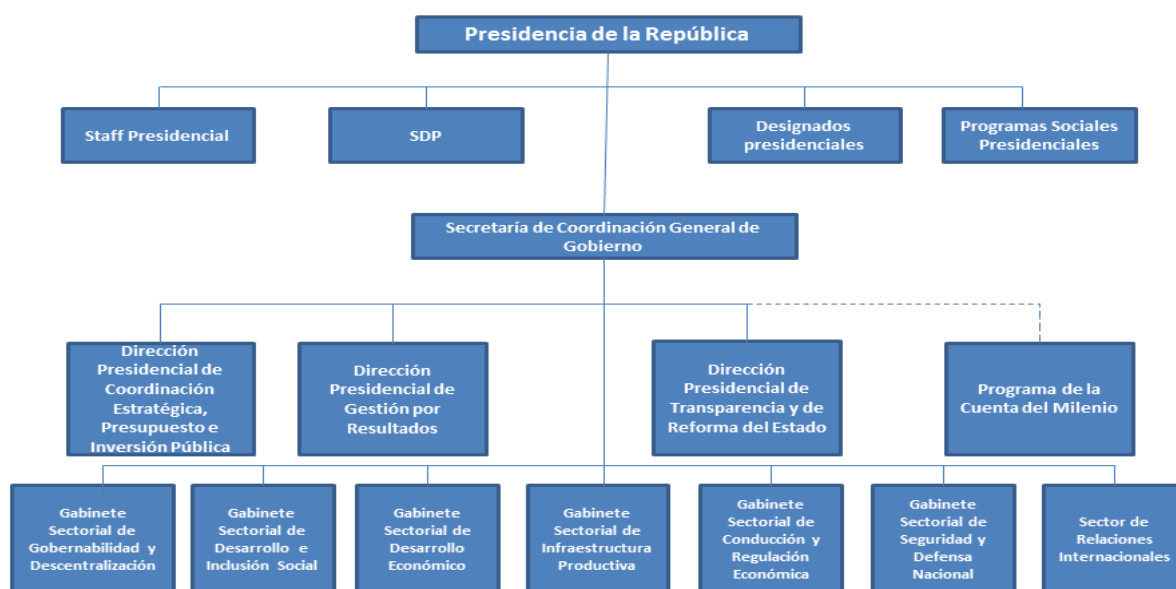 Presidencia de la República
Staff Presidencial
SDP
Designados
presidenciales
Programas Sociales
Presidenciales
Secretaría de Coordinación General de
Gobierno
Dirección
Presidencial de
Coordinación
Estratégica,
Presupuesto e
Inversión Pública
Dirección
Presidencial de
Gestión por
Resultados
Dirección
Presidencial de
Transparencia y de
Reforma del Estado
Programa de la
Cuenta del Milenio
Gabinete
Sectorial de
Gobernabilidad y
Descentralización
Gabinete
Sectorial de
Desarrollo e
Inclusión Social
Gabinete
Sectorial de
Desarrollo
Económico
Gabinete
Sectorial de
Infraestructura
Productiva
Gabinete
Sectorial de
Conducción y
Regulación
Económica
Gabinete
Sectorial de
Seguridad y
Defensa
Nacional
Sector de
Relaciones
Internacionales